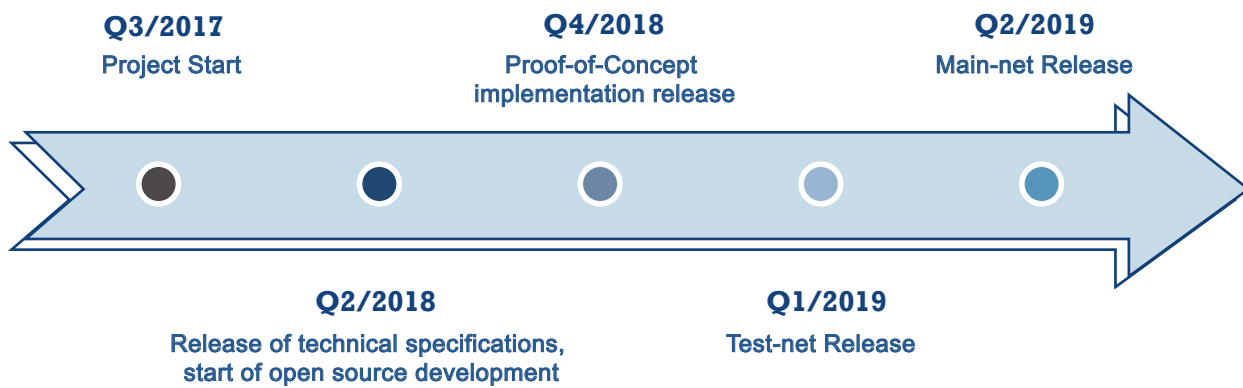 Q3/2017
Project Start
Q4/2018
Proof-of-Concept
implementation release
Q2/2019
Main-net Release
Q2/2018
Release of technical specifications,
start of open source development
Q1/2019
Test-net Release